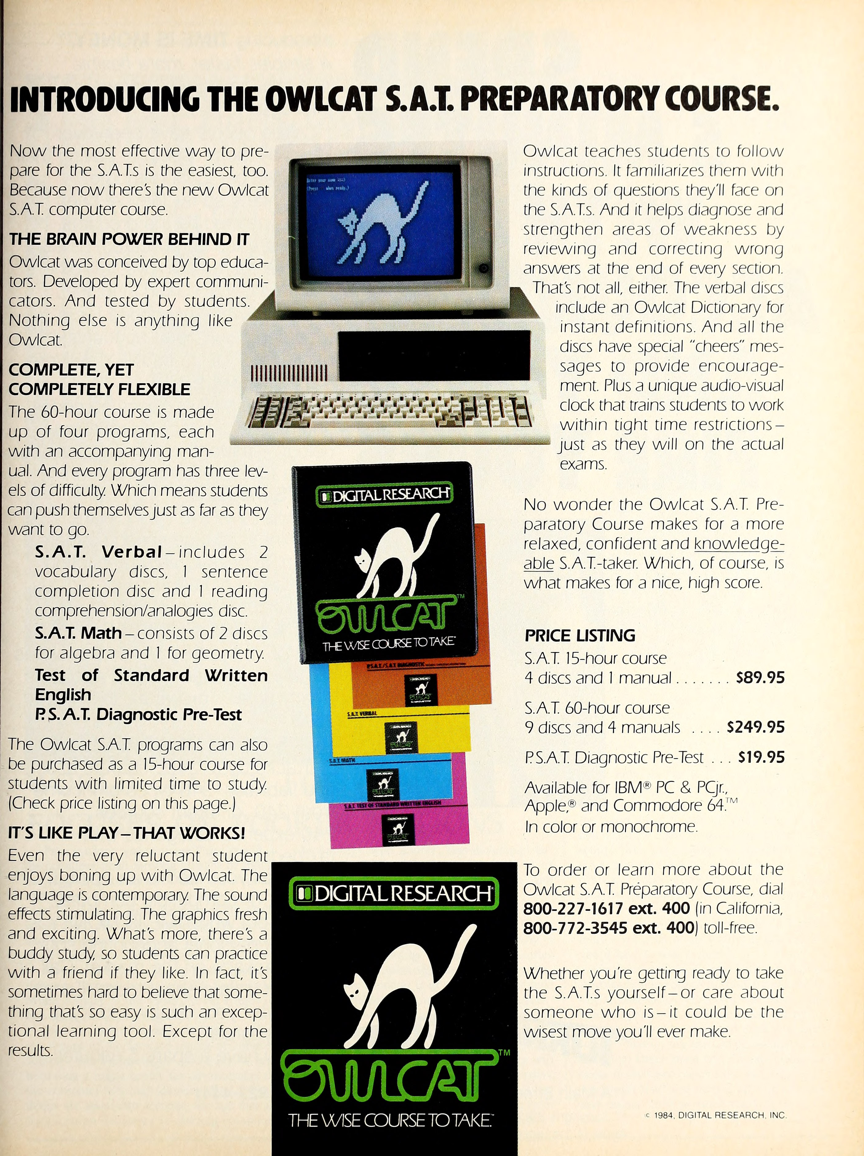 INTRODUCING THE OWLCAT S.A.T. PREPARATORY COURSE.
Now the most effective way to pre-
pare for the S.A.T.s is the easiest, too.
Because now there's the new Owlcat
S.A.T. computer course.
THE BRAIN POWER BEHIND IT
Owlcat was conceived by top educa-
tors. Developed by expert communi-
cators. And tested by students.
Nothing else is anything like
Owlcat.
COMPLETE, YET
COMPLETELY FLEXIBLE
The 60-hour course is made
up of four programs, each
with an accompanying man-
ual. And every program has three lev-
els of difficulty. Which means students
can push themselves just as far as they
want to go.
S.A.T. Verbal–includes 2
vocabulary discs, 1 sentence
completion disc and 1 reading
comprehension/analogies disc.
S.A.T. Math–consists of 2 discs
for algebra and 1 for geometry.
Test of Standard Written
English
P.S.A.T. Diagnostic Pre-Test
The Owlcat S.A.T. programs can also
be purchased as a 15-hour course for
students with limited time to study.
(Check price listing on this page.)
IT'S LIKE PLAY–THAT WORKS!
Even the very reluctant student
enjoys boning up with Owlcat. The
language is contemporary. The sound
effects stimulating. The graphics fresh
and exciting. What's more, there's a
buddy study, so students can practice
with a friend if they like. In fact, it's
sometimes hard to believe that some-
thing that's so easy is such an excep-
tional learning tool. Except for the
results.
Enter your name
(Press when ready.)
DIGITAL RESEARCH
OWLCAT™
THE WISE COURSE TO TAKE.™
P.S.A.T./S.A.T. DIAGNOSTIC
S.A.T. VERBAL
S.A.T. MATH
S.A.T. TEST OF STANDARD WRITTEN ENGLISH
DIGITAL RESEARCH
OWLCAT™
THE WISE COURSE TO TAKE.™
Owlcat teaches students to follow
instructions. It familiarizes them with
the kinds of questions they'll face on
the S.A.T.s. And it helps diagnose and
strengthen areas of weakness by
reviewing and correcting wrong
answers at the end of every section.
That's not all, either. The verbal discs
include an Owlcat Dictionary for
instant definitions. And all the
discs have special "cheers" mes-
sages to provide encourage-
ment. Plus a unique audio-visual
clock that trains students to work
within tight time restrictions–
just as they will on the actual
exams.
No wonder the Owlcat S.A.T. Pre-
paratory Course makes for a more
relaxed, confident and knowledge-
able S.A.T.-taker. Which, of course, is
what makes for a nice, high score.
PRICE LISTING
S.A.T. 15-hour course
4 discs and 1 manual . . . . . . . $89.95
S.A.T. 60-hour course
9 discs and 4 manuals . . . . $249.95
P.S.A.T. Diagnostic Pre-Test . . . $19.95
Available for IBM® PC & PCjr.,
Apple,® and Commodore 64.™
In color or monochrome.
To order or learn more about the
Owlcat S.A.T. Preparatory Course, dial
800-227-1617 ext. 400 (in California,
800-772-3545 ext. 400) toll-free.
Whether you're getting ready to take
the S.A.T.s yourself–or care about
someone who is–it could be the
wisest move you'll ever make.
© 1984, DIGITAL RESEARCH, INC.